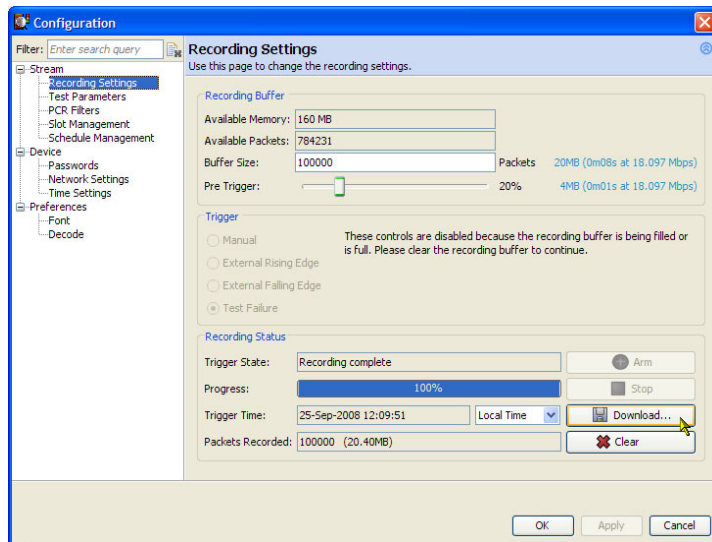 Configuration
Filter: Enter search query
Stream
Recording Settings
Test Parameters
PCR Filters
Slot Management
Schedule Management
Device
Passwords
Network Settings
Time Settings
Preferences
Font
Decode
Recording Settings
Use this page to change the recording settings.
Recording Buffer
Available Memory: 160 MB
Available Packets: 784231
Buffer Size: 100000 Packets 20MB (0m08s at 18.097 Mbps)
Pre Trigger: 20% 4MB (0m01s at 18.097 Mbps)
Trigger
Manual
External Rising Edge
External Falling Edge
Test Failure
These controls are disabled because the recording buffer is being filled or
is full. Please clear the recording buffer to continue.
Recording Status
Trigger State: Recording complete Arm
Progress: 100% Stop
Trigger Time: 25-Sep-2008 12:09:51 Local Time Download...
Packets Recorded: 100000 (20.40MB) Clear
OK Apply Cancel